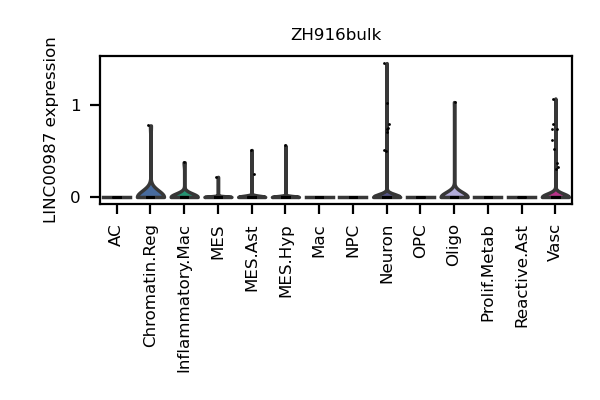 ZH916bulk
LINC00987 expression
1
0
AC
Chromatin.Reg
Inflammatory.Mac
MES
MES.Ast
MES.Hyp
Mac
NPC
Neuron
OPC
Oligo
Prolif.Metab
Reactive.Ast
Vasc